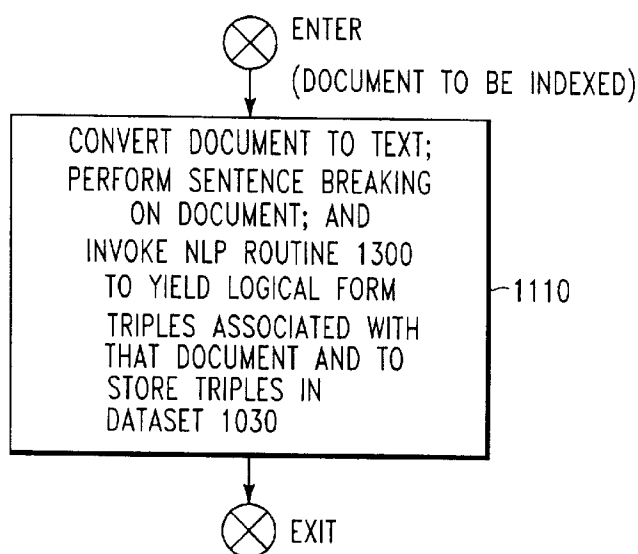 ENTER
(DOCUMENT TO BE INDEXED)
CONVERT DOCUMENT TO TEXT;
PERFORM SENTENCE BREAKING
ON DOCUMENT; AND
INVOKE NLP ROUTINE 1300
TO YIELD LOGICAL FORM
TRIPLES ASSOCIATED WITH
THAT DOCUMENT AND TO
STORE TRIPLES IN
DATASET 1030
1110
EXIT